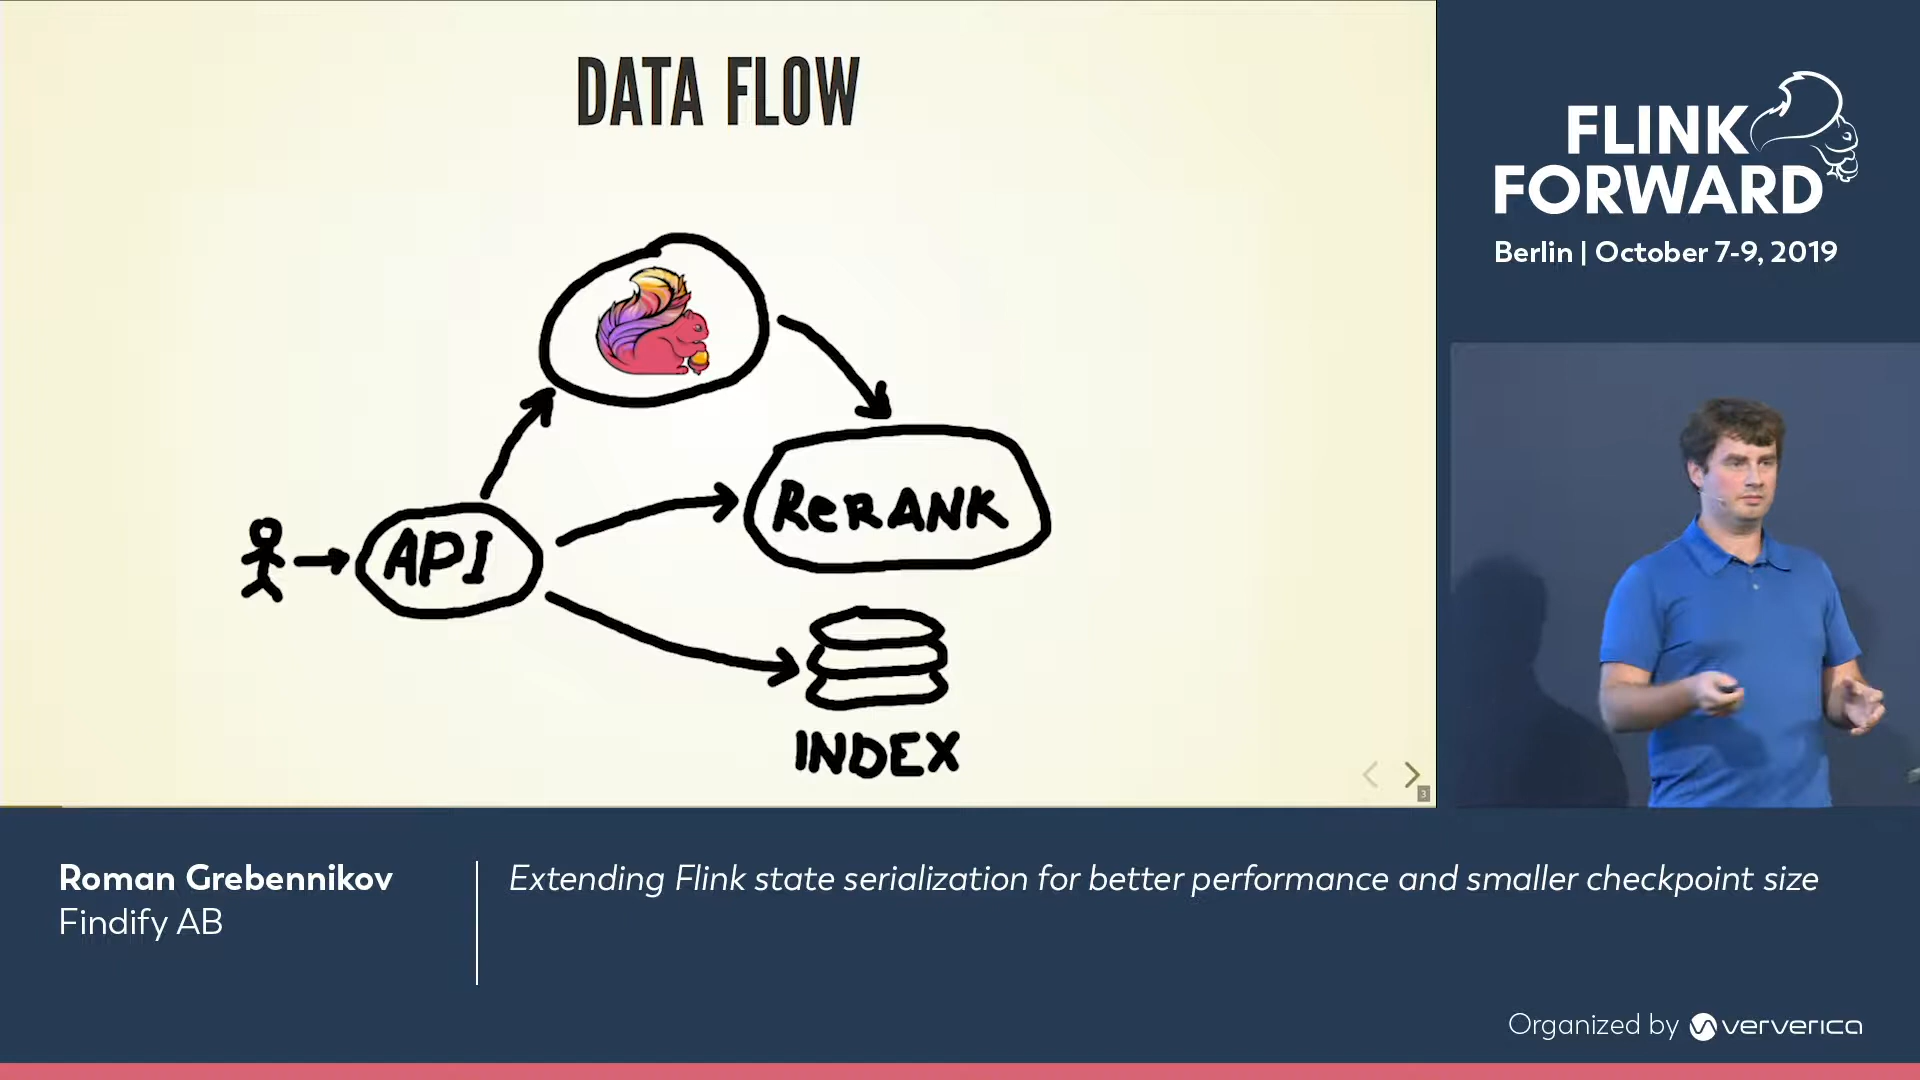 DATA FLOW
API
ReRANK
INDEX
3
FLINK
FORWARD
Berlin | October 7-9, 2019
Roman Grebennikov
Findify AB
Extending Flink state serialization for better performance and smaller checkpoint size
Organized by ververica